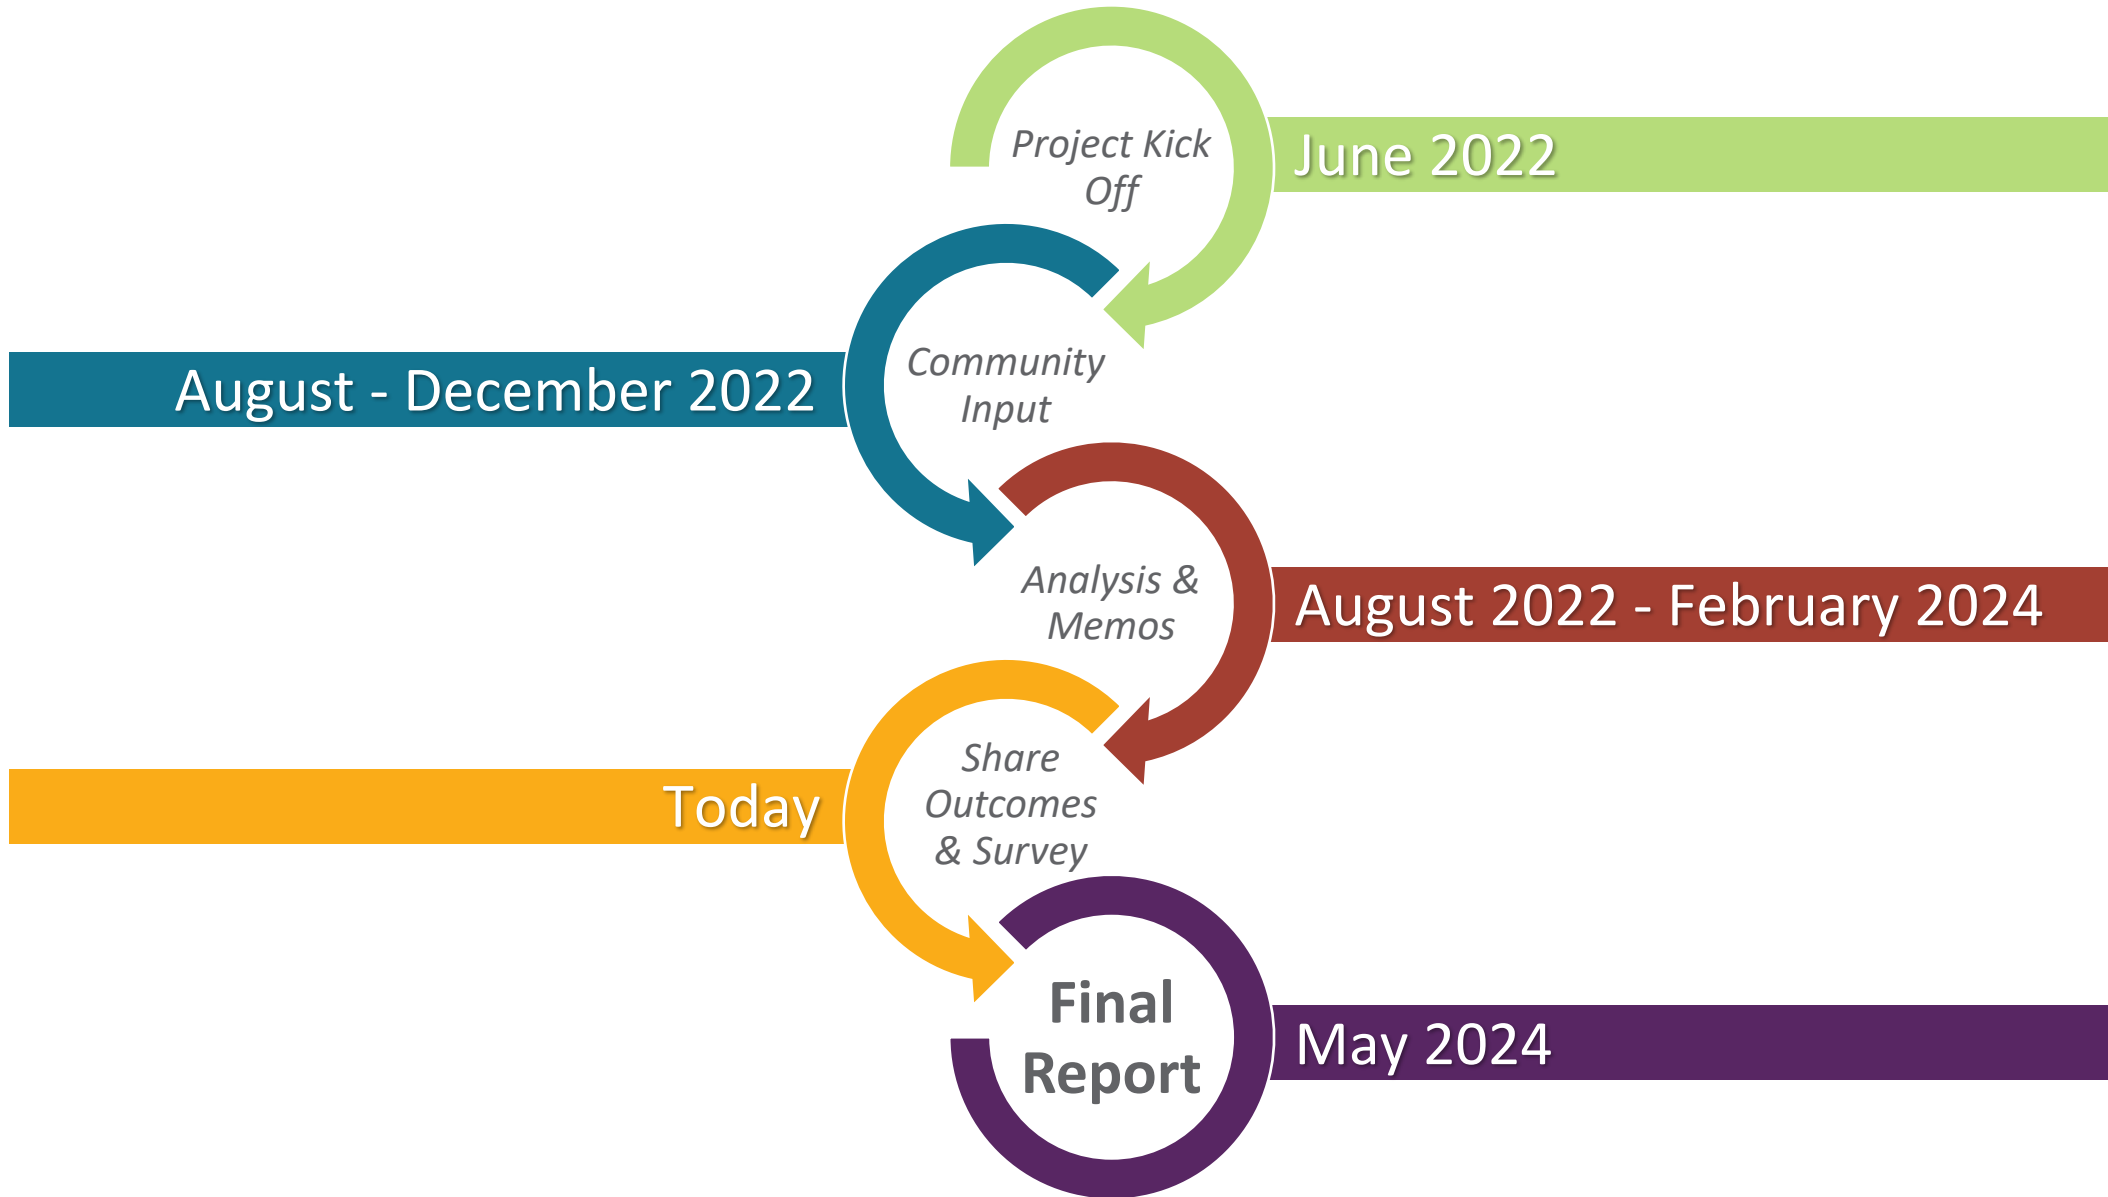 Project Kick
Off
June 2022
August - December 2022
Community
Input
Analysis &
Memos
August 2022 - February 2024
Today
Share
Outcomes
& Survey
Final
Report
May 2024